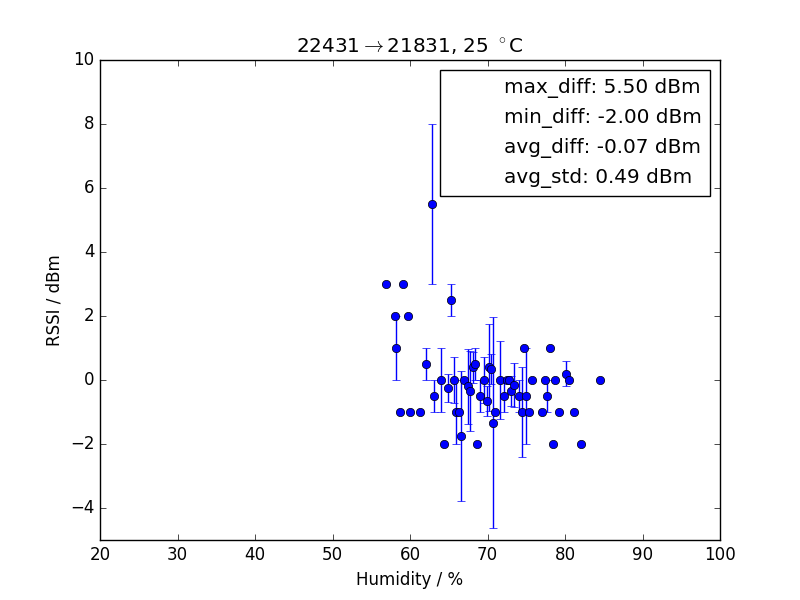 22431→21831, 25 °C
max_diff: 5.50 dBm
min_diff: -2.00 dBm
avg_diff: -0.07 dBm
avg_std: 0.49 dBm
RSSI / dBm
10
8
6
4
2
0
−2
−4
20 30 40 50 60 70 80 90 100
Humidity / %